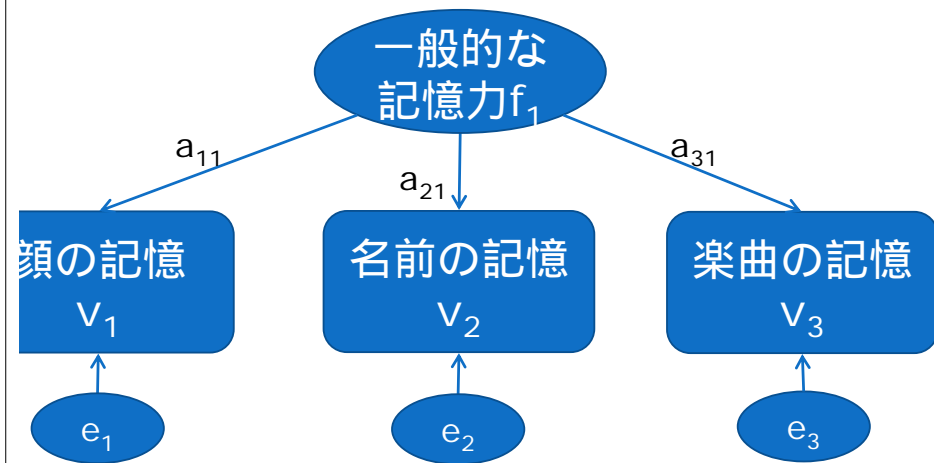 一般的な
記憶力f₁
a₁₁
a₂₁
a₃₁
顔の記憶
v₁
名前の記憶
v₂
楽曲の記憶
v₃
e₁
e₂
e₃